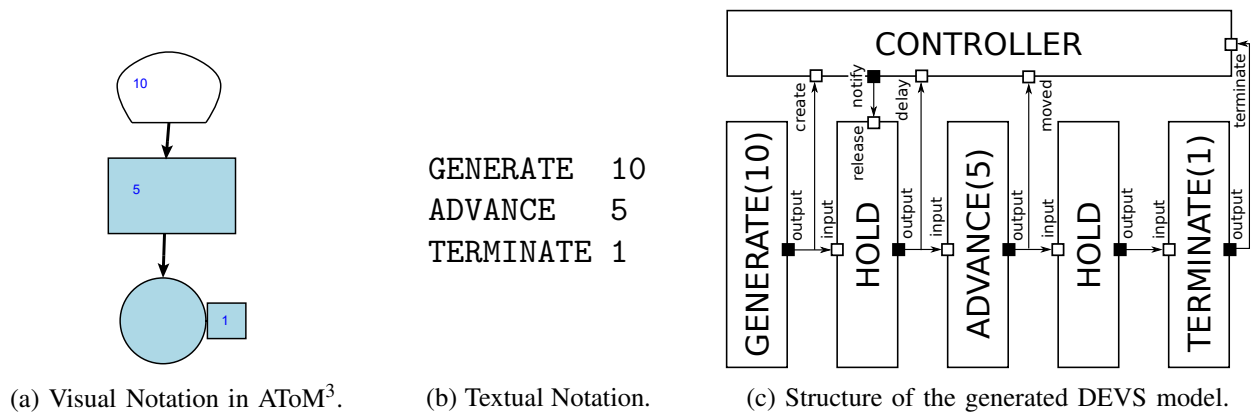 10
5
1
(a) Visual Notation in AToM³.
GENERATE 10
ADVANCE 5
TERMINATE 1
(b) Textual Notation.
CONTROLLER
create
notify
delay
moved
terminate
release
GENERATE(10)
output
input
HOLD
output
input
ADVANCE(5)
output
input
HOLD
output
input
TERMINATE(1)
output
(c) Structure of the generated DEVS model.